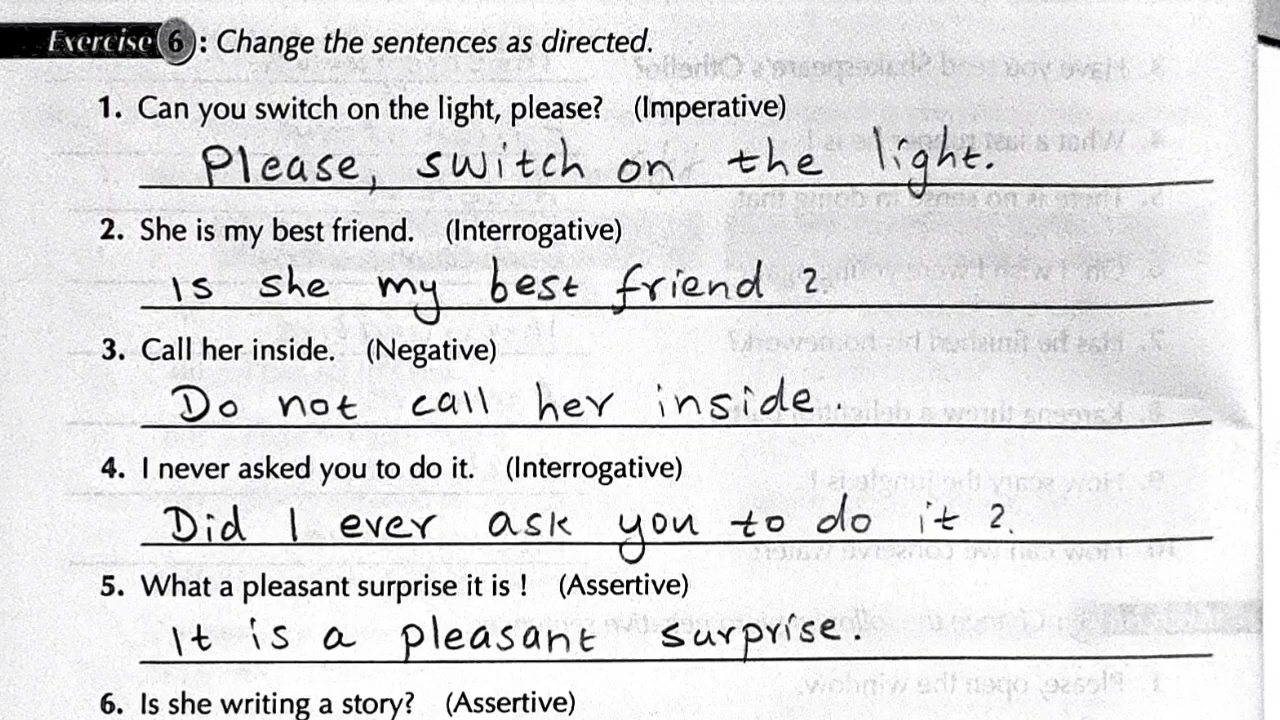 Exercise 6 : Change the sentences as directed.
1. Can you switch on the light, please? (Imperative)
Please, switch on the light.
2. She is my best friend. (Interrogative)
Is she my best friend ?
3. Call her inside. (Negative)
Do not call her inside.
4. I never asked you to do it. (Interrogative)
Did I ever ask you to do it ?
5. What a pleasant surprise it is ! (Assertive)
It is a pleasant surprise.
6. Is she writing a story? (Assertive)